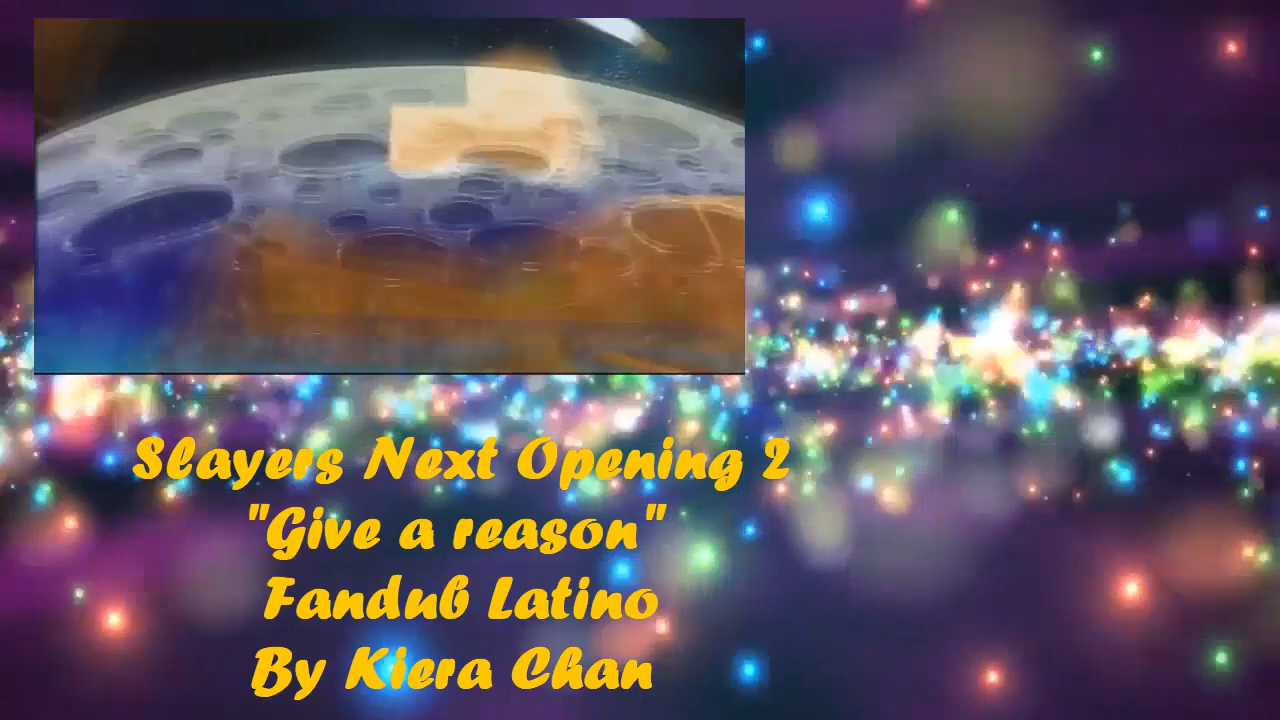 Slayers Next Opening 2
"Give a reason"
Fandub Latino
By Kiera Chan